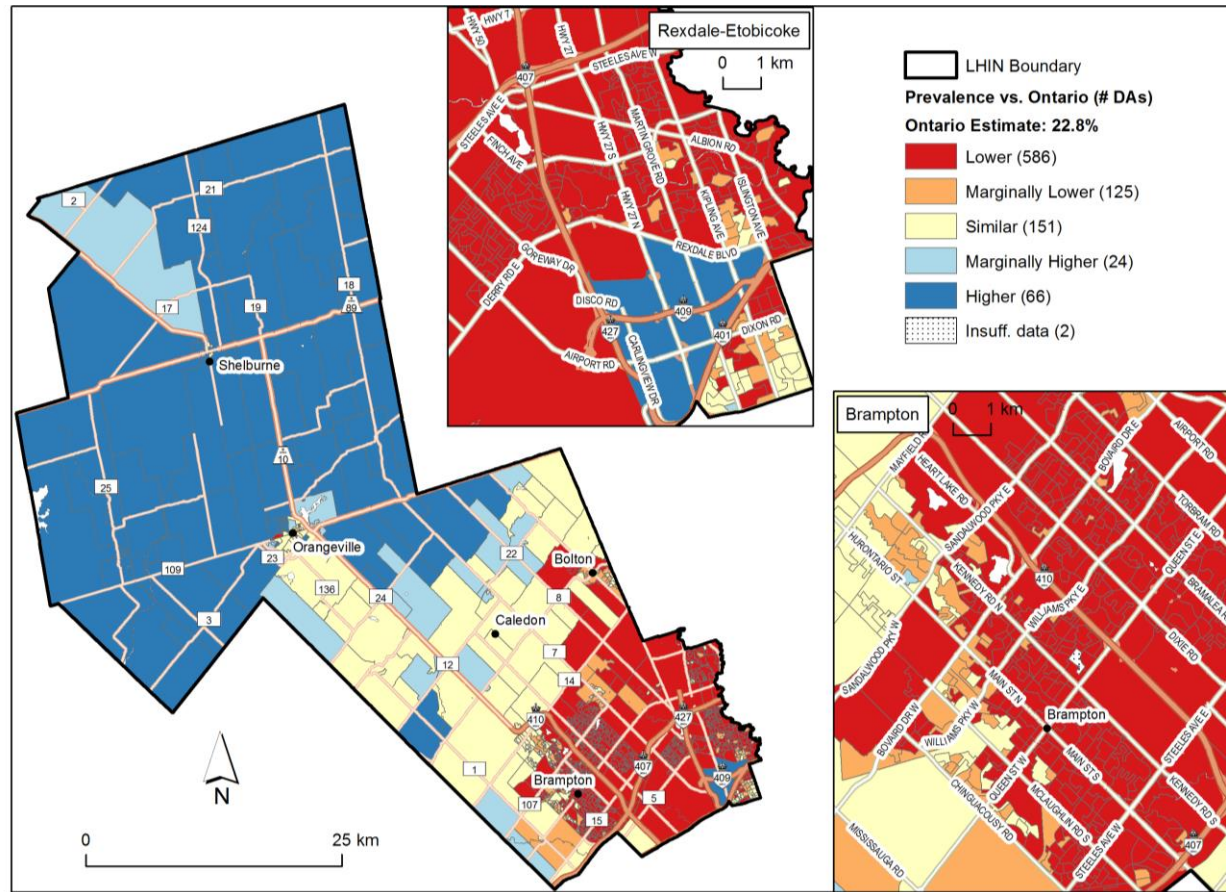 Rexdale-Etobicoke
0 1 km
HWY 7
HWY 50
HWY 27
407
STEELES AVE W
STEELES AVE E
FINCH AVE
HWY 27 S
MARTIN GROVE RD
ALBION RD
KIPLING AVE
ISLINGTON AVE
HWY 27 N
REXDALE BLVD
GOREWAY DR
DERRY RD E
DISCO RD
409
427
DIXON RD
401
AIRPORT RD
CARLINGVIEW DR
LHIN Boundary
Prevalence vs. Ontario (# DAs)
Ontario Estimate: 22.8%
Lower (586)
Marginally Lower (125)
Similar (151)
Marginally Higher (24)
Higher (66)
Insuff. data (2)
2
21
124
17
19
18
89
Shelburne
10
25
Orangeville
23
109
3
136
24
22
Bolton
8
Caledon
12
7
14
410
427
407
409
1
Brampton
107
15
5
N
0 25 km
Brampton
0 1 km
HEART LAKE RD
SANDALWOOD PKY E
BOVAIRD DR E
AIRPORT RD
TORBRAM RD
HURONTARIO ST
KENNEDY RD N
410
QUEEN ST E
WILLIAMS PKY E
DIXIE RD
SANDALWOOD PKY W
MAIN ST N
BOVAIRD DR W
WILLIAMS PKY W
Brampton
STEELES AVE E
QUEEN ST W
MAIN ST S
CHINGUACOUSY RD
MCLAUGHLIN RD S
KENNEDY RD S
MISSISSAUGA RD
STEELES AVE W
407